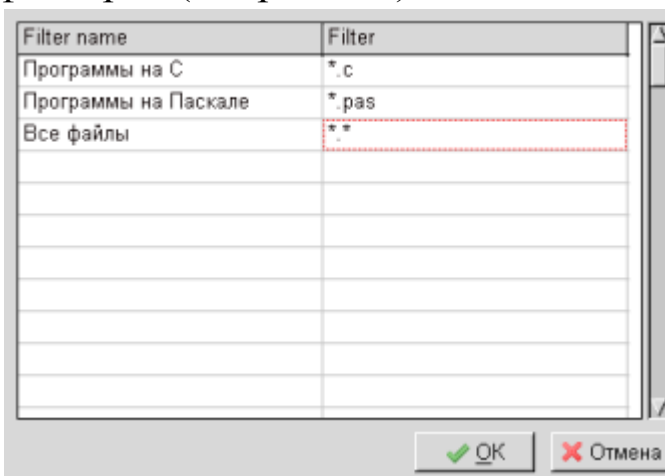 Filter name Filter
Программы на С *.c
Программы на Паскале *.pas
Все файлы *.*
OK Отмена